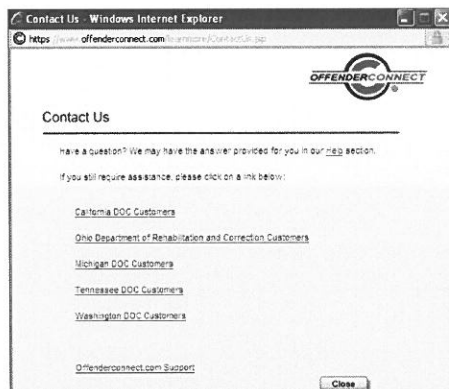 Contact Us - Windows Internet Explorer
https://www.offenderconnect.com
OFFENDERCONNECT
Contact Us
Have a question? We may have the answer provided for you in our Help section.
If you still require assistance, please click on a link below:
California DOC Customers
Ohio Department of Rehabilitation and Correction Customers
Michigan DOC Customers
Tennessee DOC Customers
Washington DOC Customers
Offenderconnect.com Support
Close